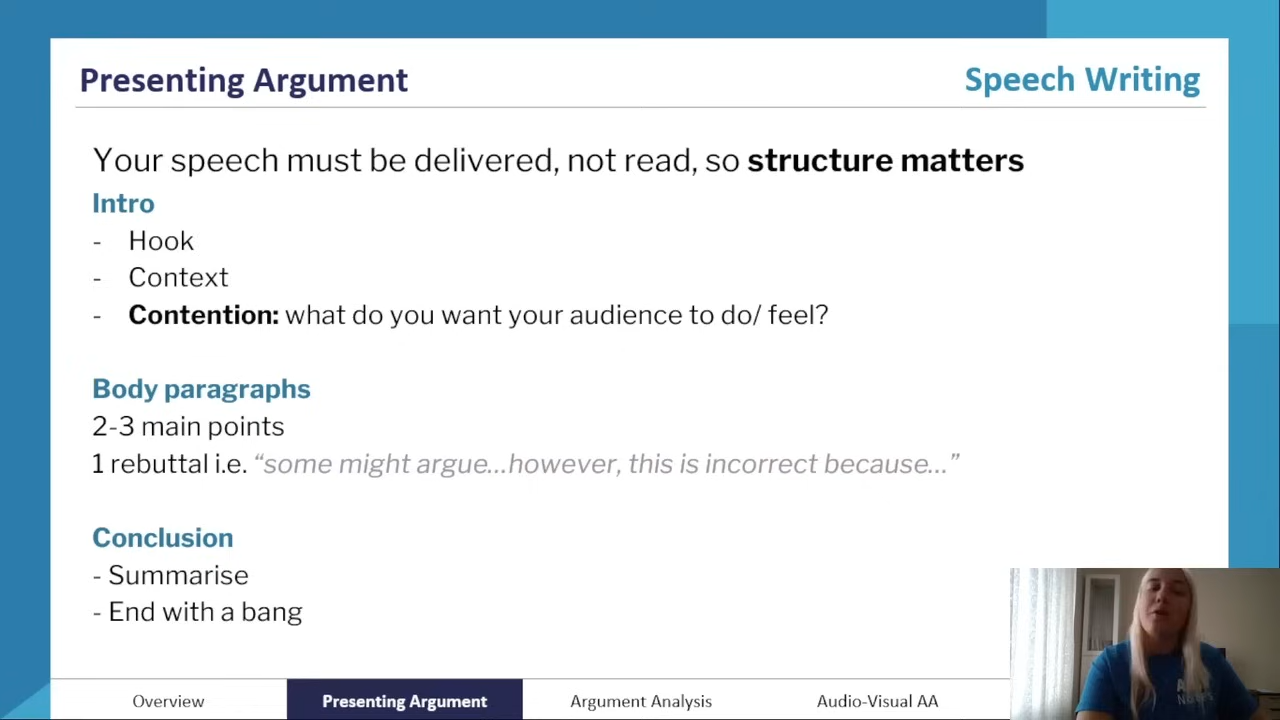 Presenting Argument
Speech Writing
Your speech must be delivered, not read, so structure matters
Intro
- Hook
- Context
- Contention: what do you want your audience to do/ feel?
Body paragraphs
2-3 main points
1 rebuttal i.e. “some might argue...however, this is incorrect because...”
Conclusion
- Summarise
- End with a bang
Overview
Presenting Argument
Argument Analysis
Audio-Visual AA